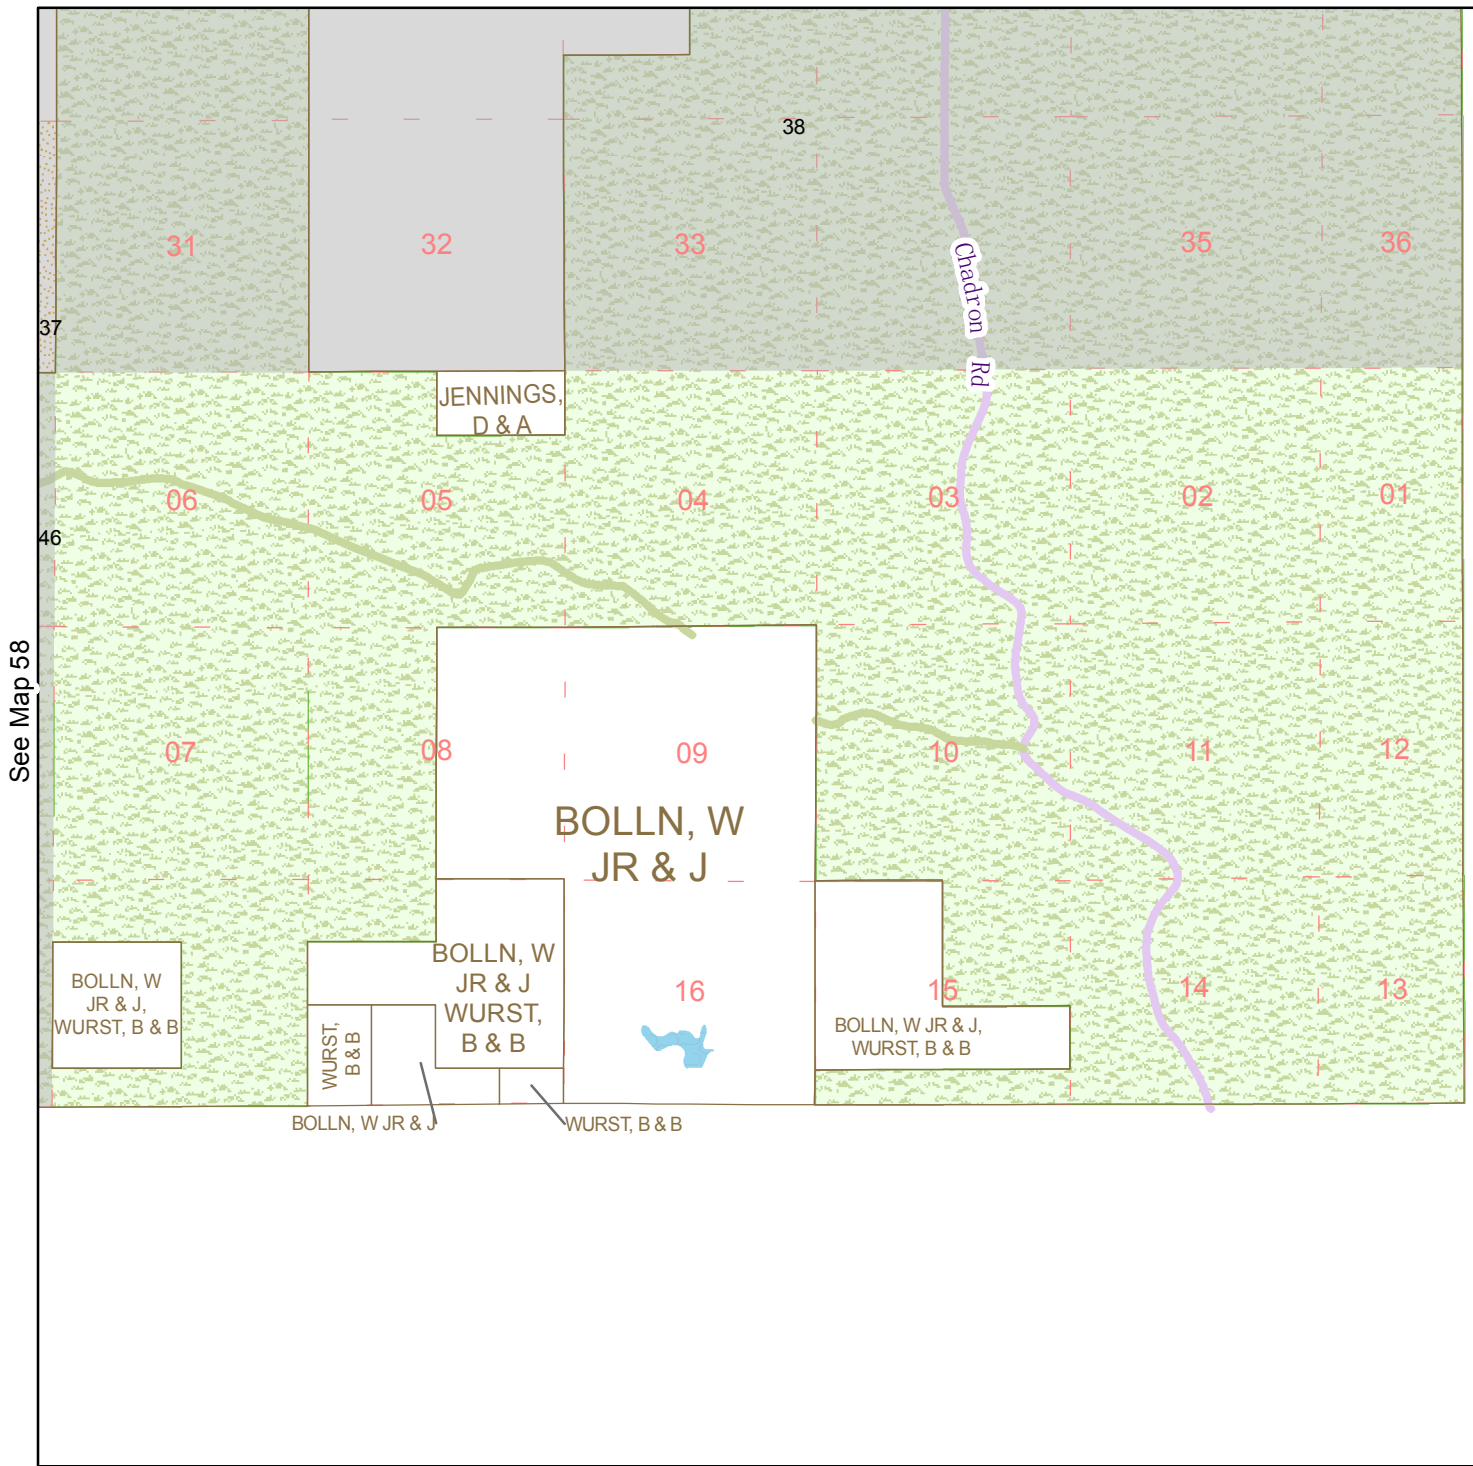 38
31
32
33
35
36
Chadron Rd
37
JENNINGS,
D & A
06
05
04
03
02
01
46
See Map 58
07
08
09
10
11
12
BOLLN, W
JR & J
BOLLN, W
JR & J,
WURST, B & B
BOLLN, W
JR & J
WURST,
B & B
16
15
14
13
WURST,
B & B
BOLLN, W JR & J,
WURST, B & B
BOLLN, W JR & J
WURST, B & B